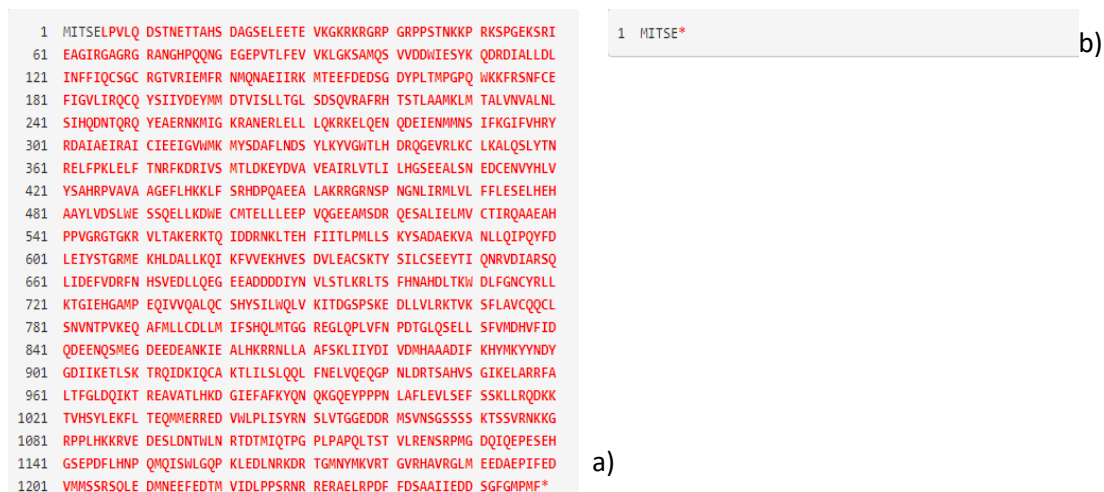 1 MITSELPVLQ DSTNETTAHS DAGSELEETE VKGKRKRGRP GRPPSTNKKP RKSPGEKSRI
61 EAGIRGAGRG RANGHPQQNG EGEPVTLFEV VKLGKSAMQS VVDDWIESYK QDRDIALLDL
121 INFFIQCSGC RGTVRIEMFR NMQNAEIIRK MTEEFDEDSG DYPLTMPGPQ WKKFRSNFCE
181 FIGVLIRQCQ YSIIYDEYMM DTVISLLTGL SDSQVRAFRH TSTLAAMKLM TALVNVALNL
241 SIHQDNTQRQ YEAERNKMIG KRANERLELL LQKRKELQEN QDEIENMMNS IFKGIFVHRY
301 RDAIAEIRAI CIEEIGVWMK MYSDAFLNDS YLKYVGWTLH DRQGEVRLKC LKALQSLYTN
361 RELFPKLELF TNRFKDRIVS MTLDKEYDVA VEAIRLVTLI LHGSEEALSN EDCENVYHLV
421 YSAHRPVAVA AGEFLHKKLF SRHDPQAEEA LAKRRGRNSP NGNLIRMLVL FFLESELHEH
481 AAYLVDSLWE SSQELLKDWE CMTELLLEEP VQGEEAMSDR QESALIELMV CTIRQAAEAH
541 PPVGRGTGKR VLTAKERKTQ IDDRNKLTEH FIITLPMLLS KYSADAEKVA NLLQIPQYFD
601 LEIYSTGRME KHLDALLKQI KFVVEKHVES DVLEACSKTY SILCSEEYTI QNRVDIARSQ
661 LIDEFVDRFN HSVEDLLQEG EEADDDDIYN VLSTLKRLTS FHNAHDLTKW DLFGNCYRLL
721 KTGIEHGAMP EQIVVQALQC SHYSILWQLV KITDGSPSKE DLLVLRKTVK SFLAVCQQCL
781 SNVNTPVKEQ AFMLLCDLLM IFSHQLMTGG REGLQPLVFN PDTGLQSELL SFVMDHVFID
841 QDEENQSMEG DEEDEANKIE ALHKRRNLLA AFSKLIIYDI VDMHAAADIF KHYMKYYNDY
901 GDIIKETLSK TRQIDKIQCA KTLILSLQQL FNELVQEQGP NLDRTSAHVS GIKELARRFA
961 LTFGLDQIKT REAVATLHKD GIEFAFKYQN QKGQEYPPPN LAFLEVLSEF SSKLLRQDKK
1021 TVHSYLEKFL TEQMMERRED VWLPLISYRN SLVTGGEDDR MSVNSGSSSS KTSSVRNKKG
1081 RPPLHKKRVE DESLDNTWLN RTDTMIQTPG PLPAPQLTST VLRENSRPMG DQIQEPESEH
1141 GSEPDFLHNP QMQISWLGQP KLEDLNRKDR TGMNYMKVRT GVRHAVRGLM EEDAEPIFED
1201 VMMSSRSQLE DMNEEFEDTM VIDLPPSRNR RERAELRPDF FDSAAIIEDD SGFGMPMF*
a)
1 MITSE*
b)